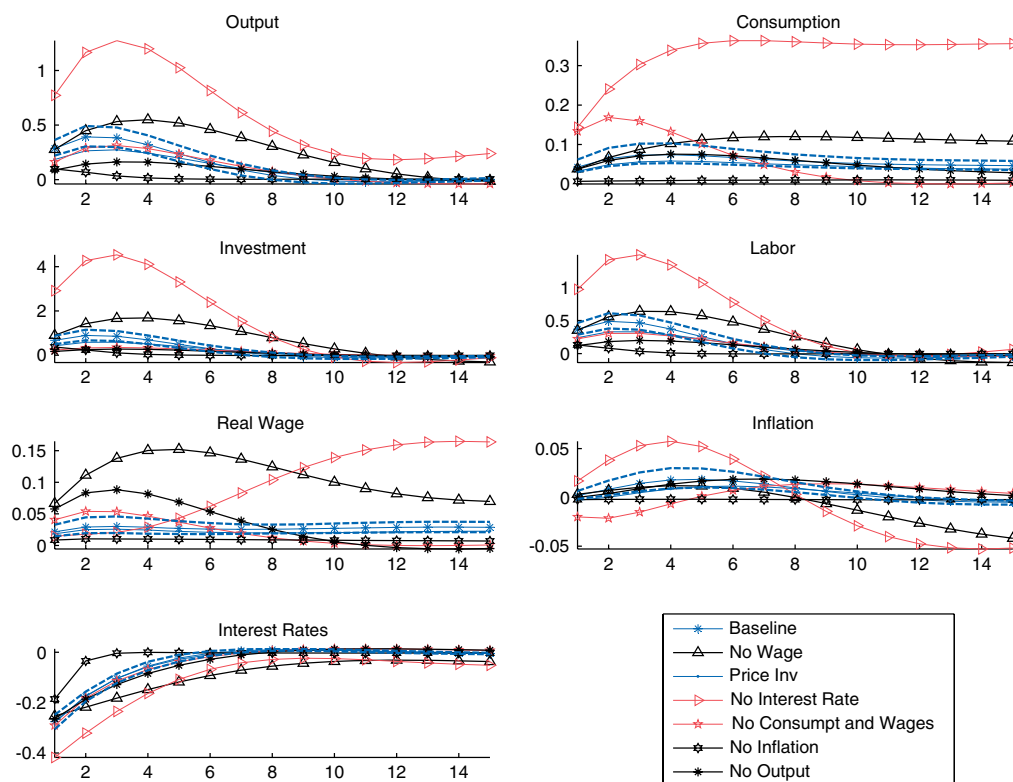 Output
1
0.5
0
2 4 6 8 10 12 14
Consumption
0.3
0.2
0.1
0
2 4 6 8 10 12 14
Investment
4
2
0
2 4 6 8 10 12 14
Labor
1
0.5
0
2 4 6 8 10 12 14
Real Wage
0.15
0.1
0.05
0
2 4 6 8 10 12 14
Inflation
0.05
0
-0.05
2 4 6 8 10 12 14
Interest Rates
0
-0.2
-0.4
2 4 6 8 10 12 14
Baseline
No Wage
Price Inv
No Interest Rate
No Consumpt and Wages
No Inflation
No Output